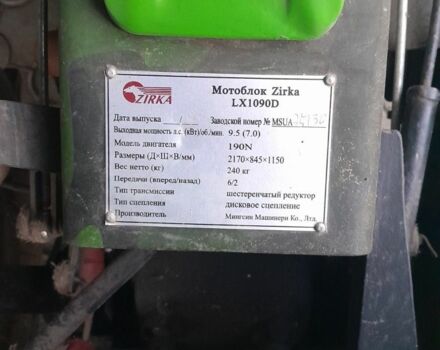 ZIRKA
Мотоблок Zirka
LX1090D
Дата выпуска Заводской номер № MSUA
Выходная мощность л.с. (кВт)/об/мин. 9.5 (7.0)
Модель двигателя 190N
Размеры (Д×Ш×В/мм) 2170×845×1150
Вес нетто (кг) 240 кг
Передачи (вперед/назад) 6/2
Тип трансмиссии шестеренчатый редуктор
Тип сцепления дисковое сцепление
Производитель Мингсин Машинери Ко., Лтд.